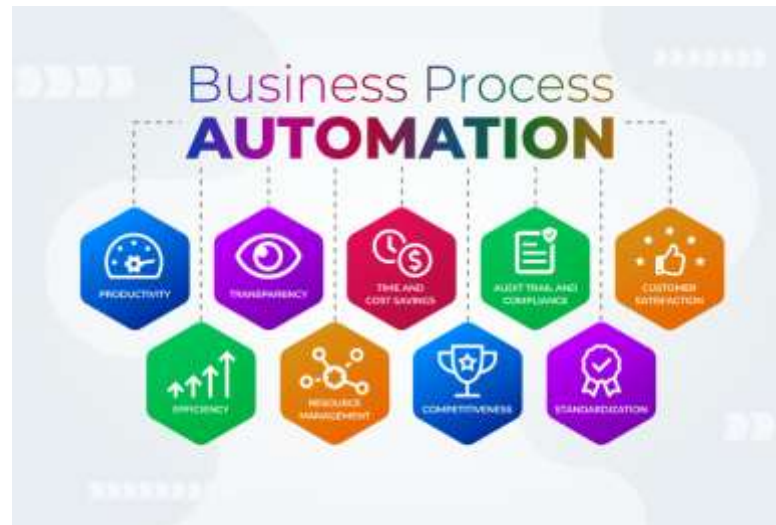 Business Process
AUTOMATION
PRODUCTIVITY
TRANSPARENCY
TIME AND
COST SAVINGS
AUDIT TRAIL AND
COMPLIANCE
CUSTOMER
SATISFACTION
EFFICIENCY
RESOURCE
MANAGEMENT
COMPETITIVENESS
STANDARDIZATION